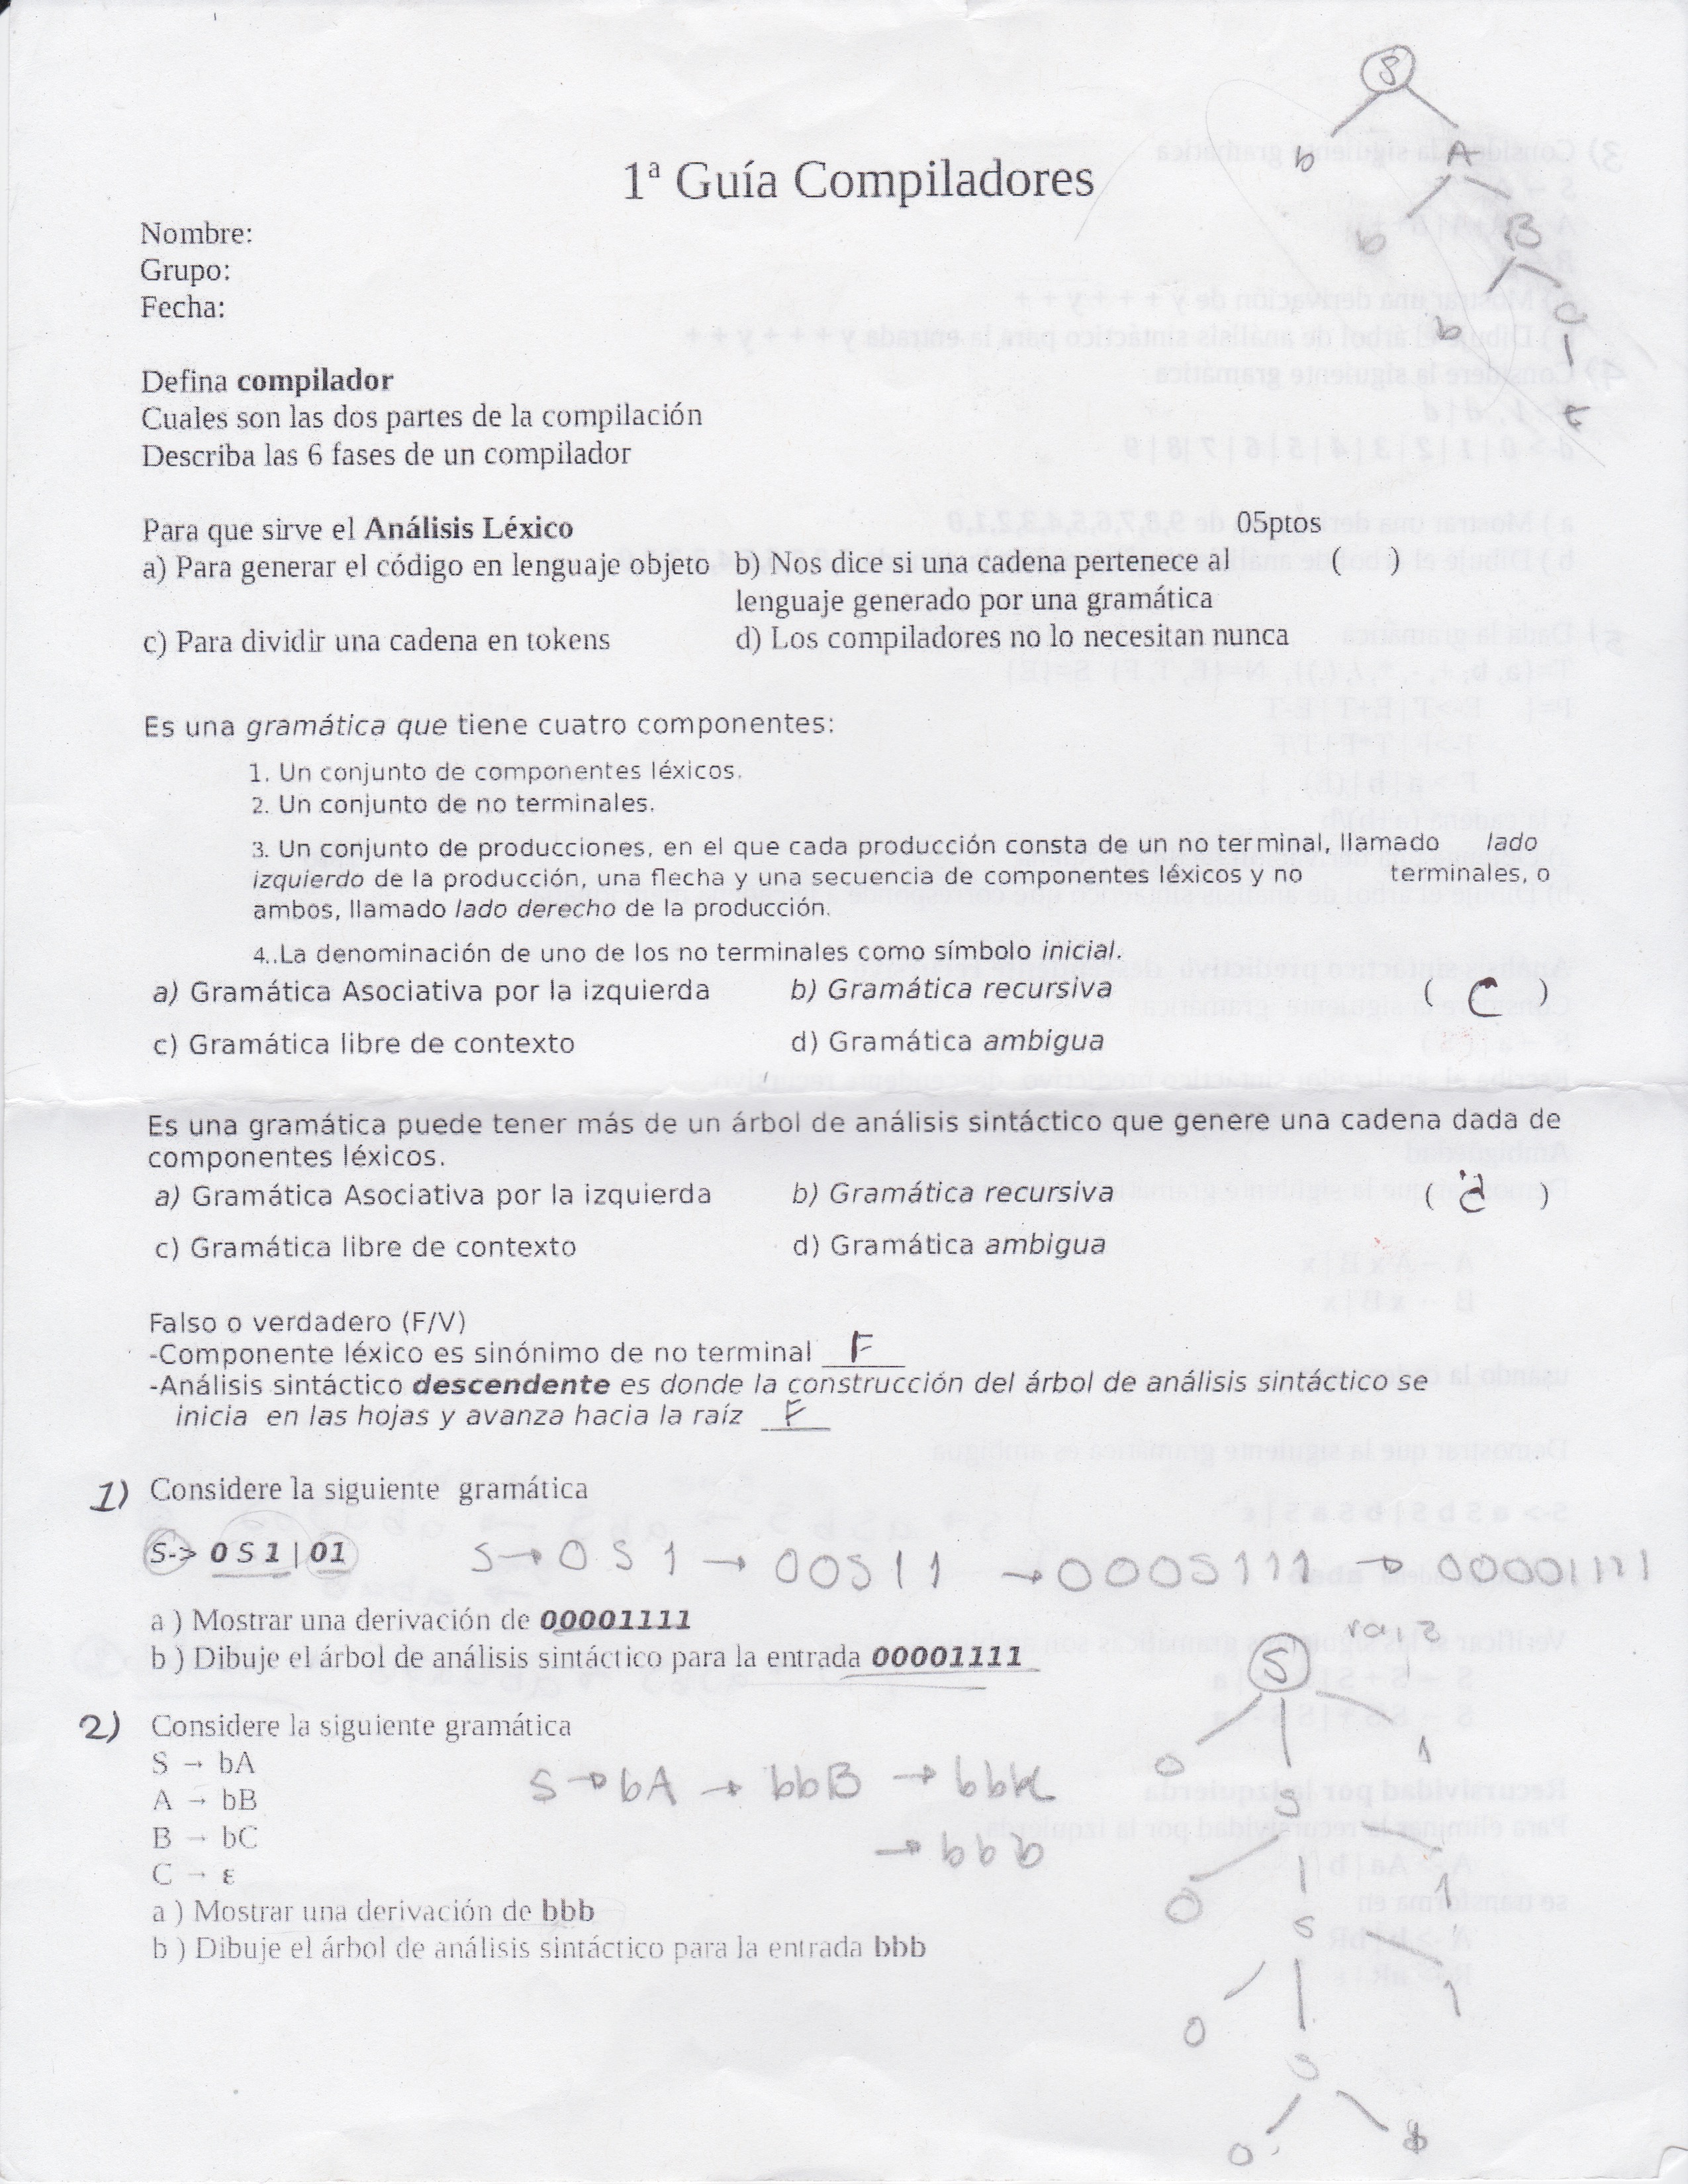 S
b A
1ª Guía Compiladores
Nombre:
b B
Grupo:
Fecha:
b
Defina compilador
Cuales son las dos partes de la compilación
Describa las 6 fases de un compilador
Para que sirve el Análisis Léxico 05ptos
a) Para generar el código en lenguaje objeto b) Nos dice si una cadena pertenece al ( )
lenguaje generado por una gramática
c) Para dividir una cadena en tokens d) Los compiladores no lo necesitan nunca
Es una gramática que tiene cuatro componentes:
1. Un conjunto de componentes léxicos.
2. Un conjunto de no terminales.
3. Un conjunto de producciones, en el que cada producción consta de un no terminal, llamado lado
izquierdo de la producción, una flecha y una secuencia de componentes léxicos y no terminales, o
ambos, llamado lado derecho de la producción.
4..La denominación de uno de los no terminales como símbolo inicial.
a) Gramática Asociativa por la izquierda b) Gramática recursiva ( C )
c) Gramática libre de contexto d) Gramática ambigua
Es una gramática puede tener más de un árbol de análisis sintáctico que genere una cadena dada de
componentes léxicos.
a) Gramática Asociativa por la izquierda b) Gramática recursiva ( d )
c) Gramática libre de contexto d) Gramática ambigua
Falso o verdadero (F/V)
-Componente léxico es sinónimo de no terminal F
-Análisis sintáctico descendente es donde la construcción del árbol de análisis sintáctico se
inicia en las hojas y avanza hacia la raíz F
1) Considere la siguiente gramática
S-> 0 S 1 | 01 S→0 S 1 → 00S11 → 000S111 → 00001111
a ) Mostrar una derivación de 00001111
raiz
b ) Dibuje el árbol de análisis sintáctico para la entrada 00001111
S
2) Considere la siguiente gramática
S → bA
0 S 1
A → bB S→bA → bbB → bbbC
B → bC
→ bbb
C → ε
0 S 1
a ) Mostrar una derivación de bbb
b ) Dibuje el árbol de análisis sintáctico para la entrada bbb
0 S 1
0